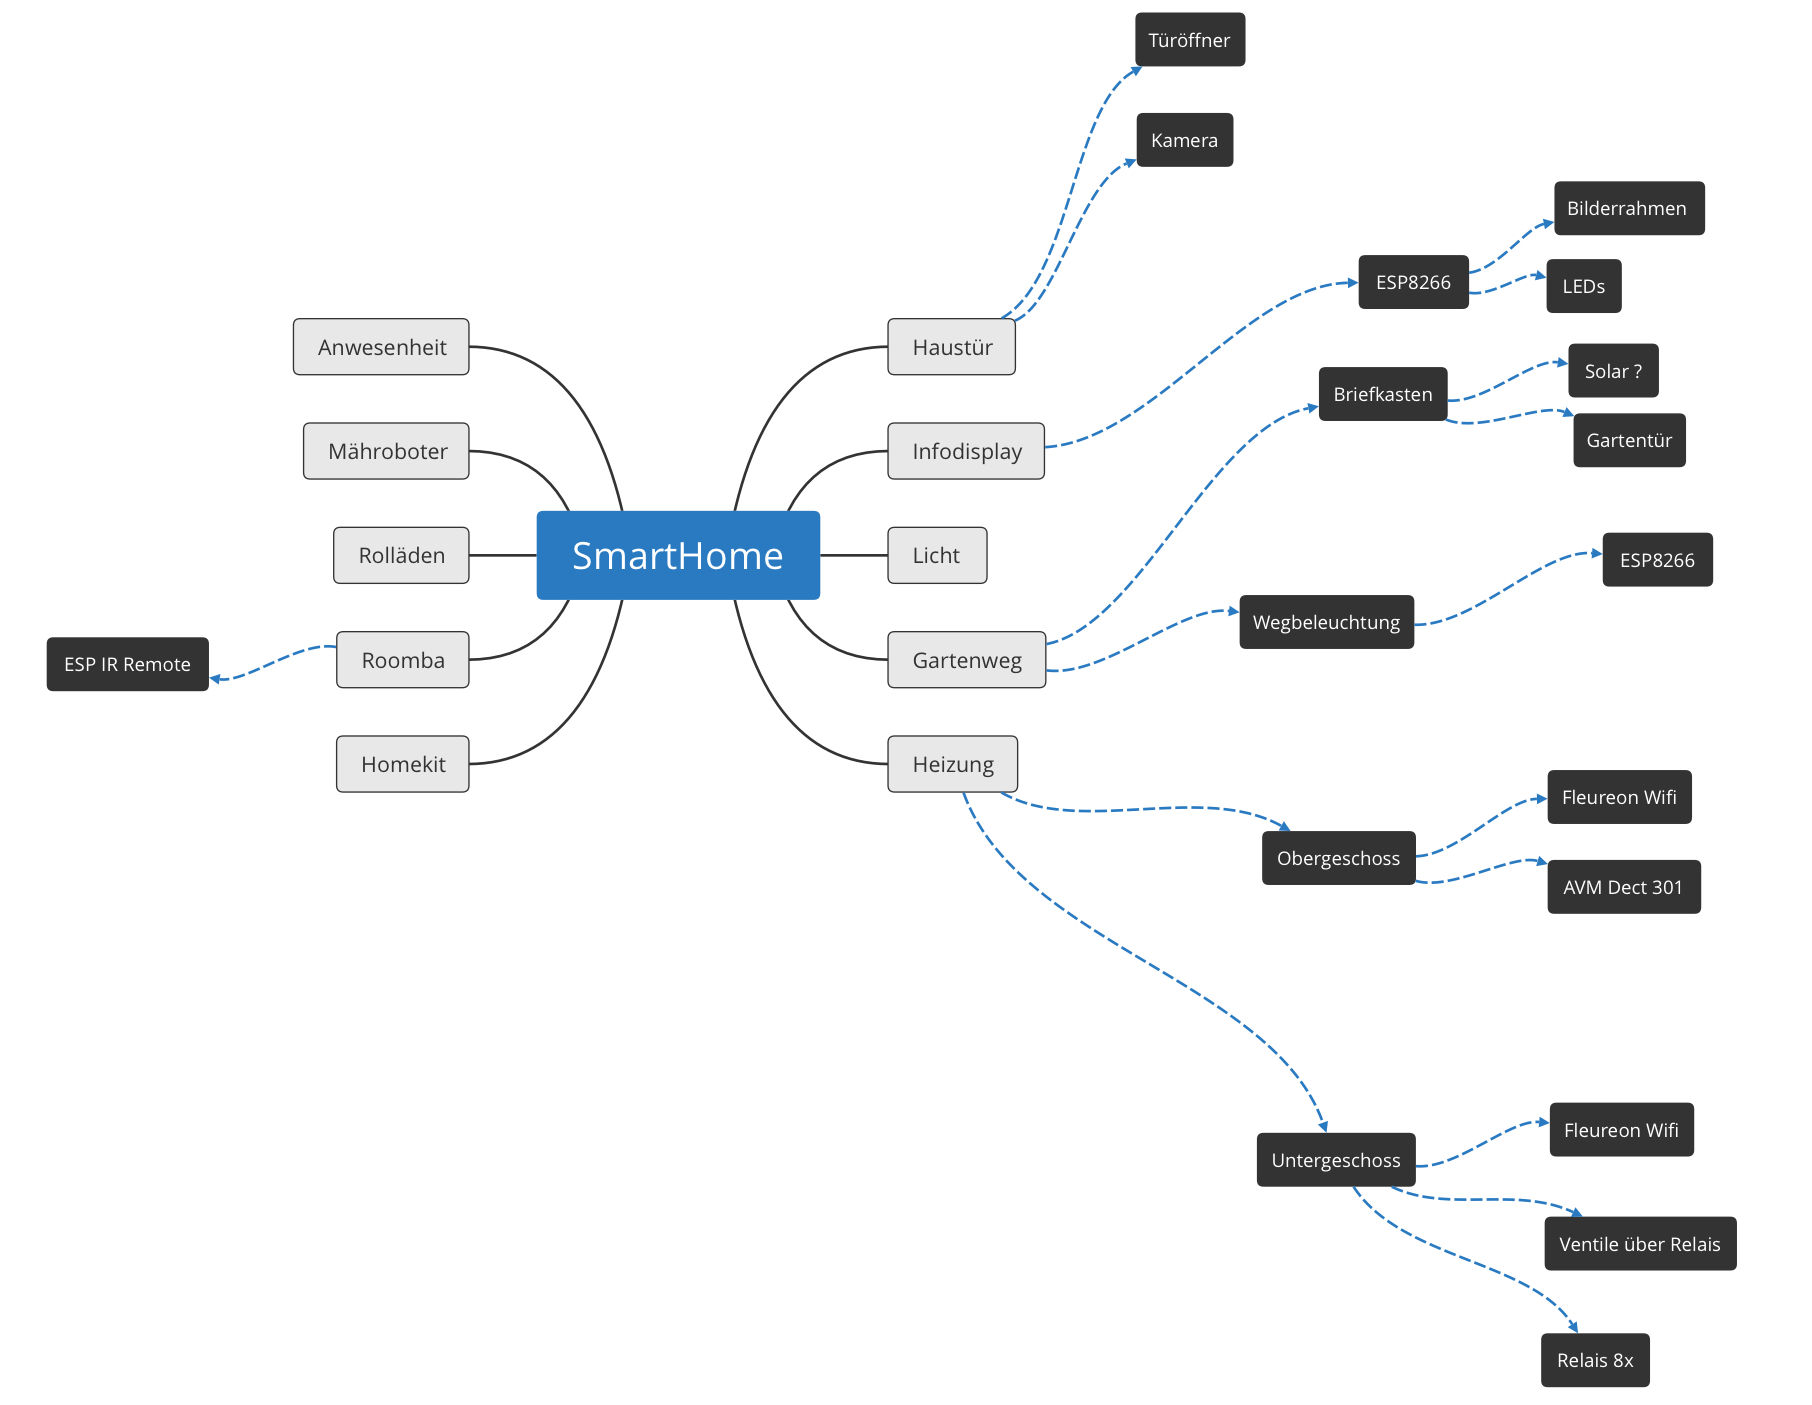 Türöffner
Kamera
Bilderrahmen
ESP8266
LEDs
Anwesenheit
Haustür
Solar ?
Briefkasten
Gartentür
Mähroboter
Infodisplay
Rolläden
SmartHome
Licht
ESP8266
Wegbeleuchtung
ESP IR Remote
Roomba
Gartenweg
Homekit
Heizung
Fleureon Wifi
Obergeschoss
AVM Dect 301
Fleureon Wifi
Untergeschoss
Ventile über Relais
Relais 8x